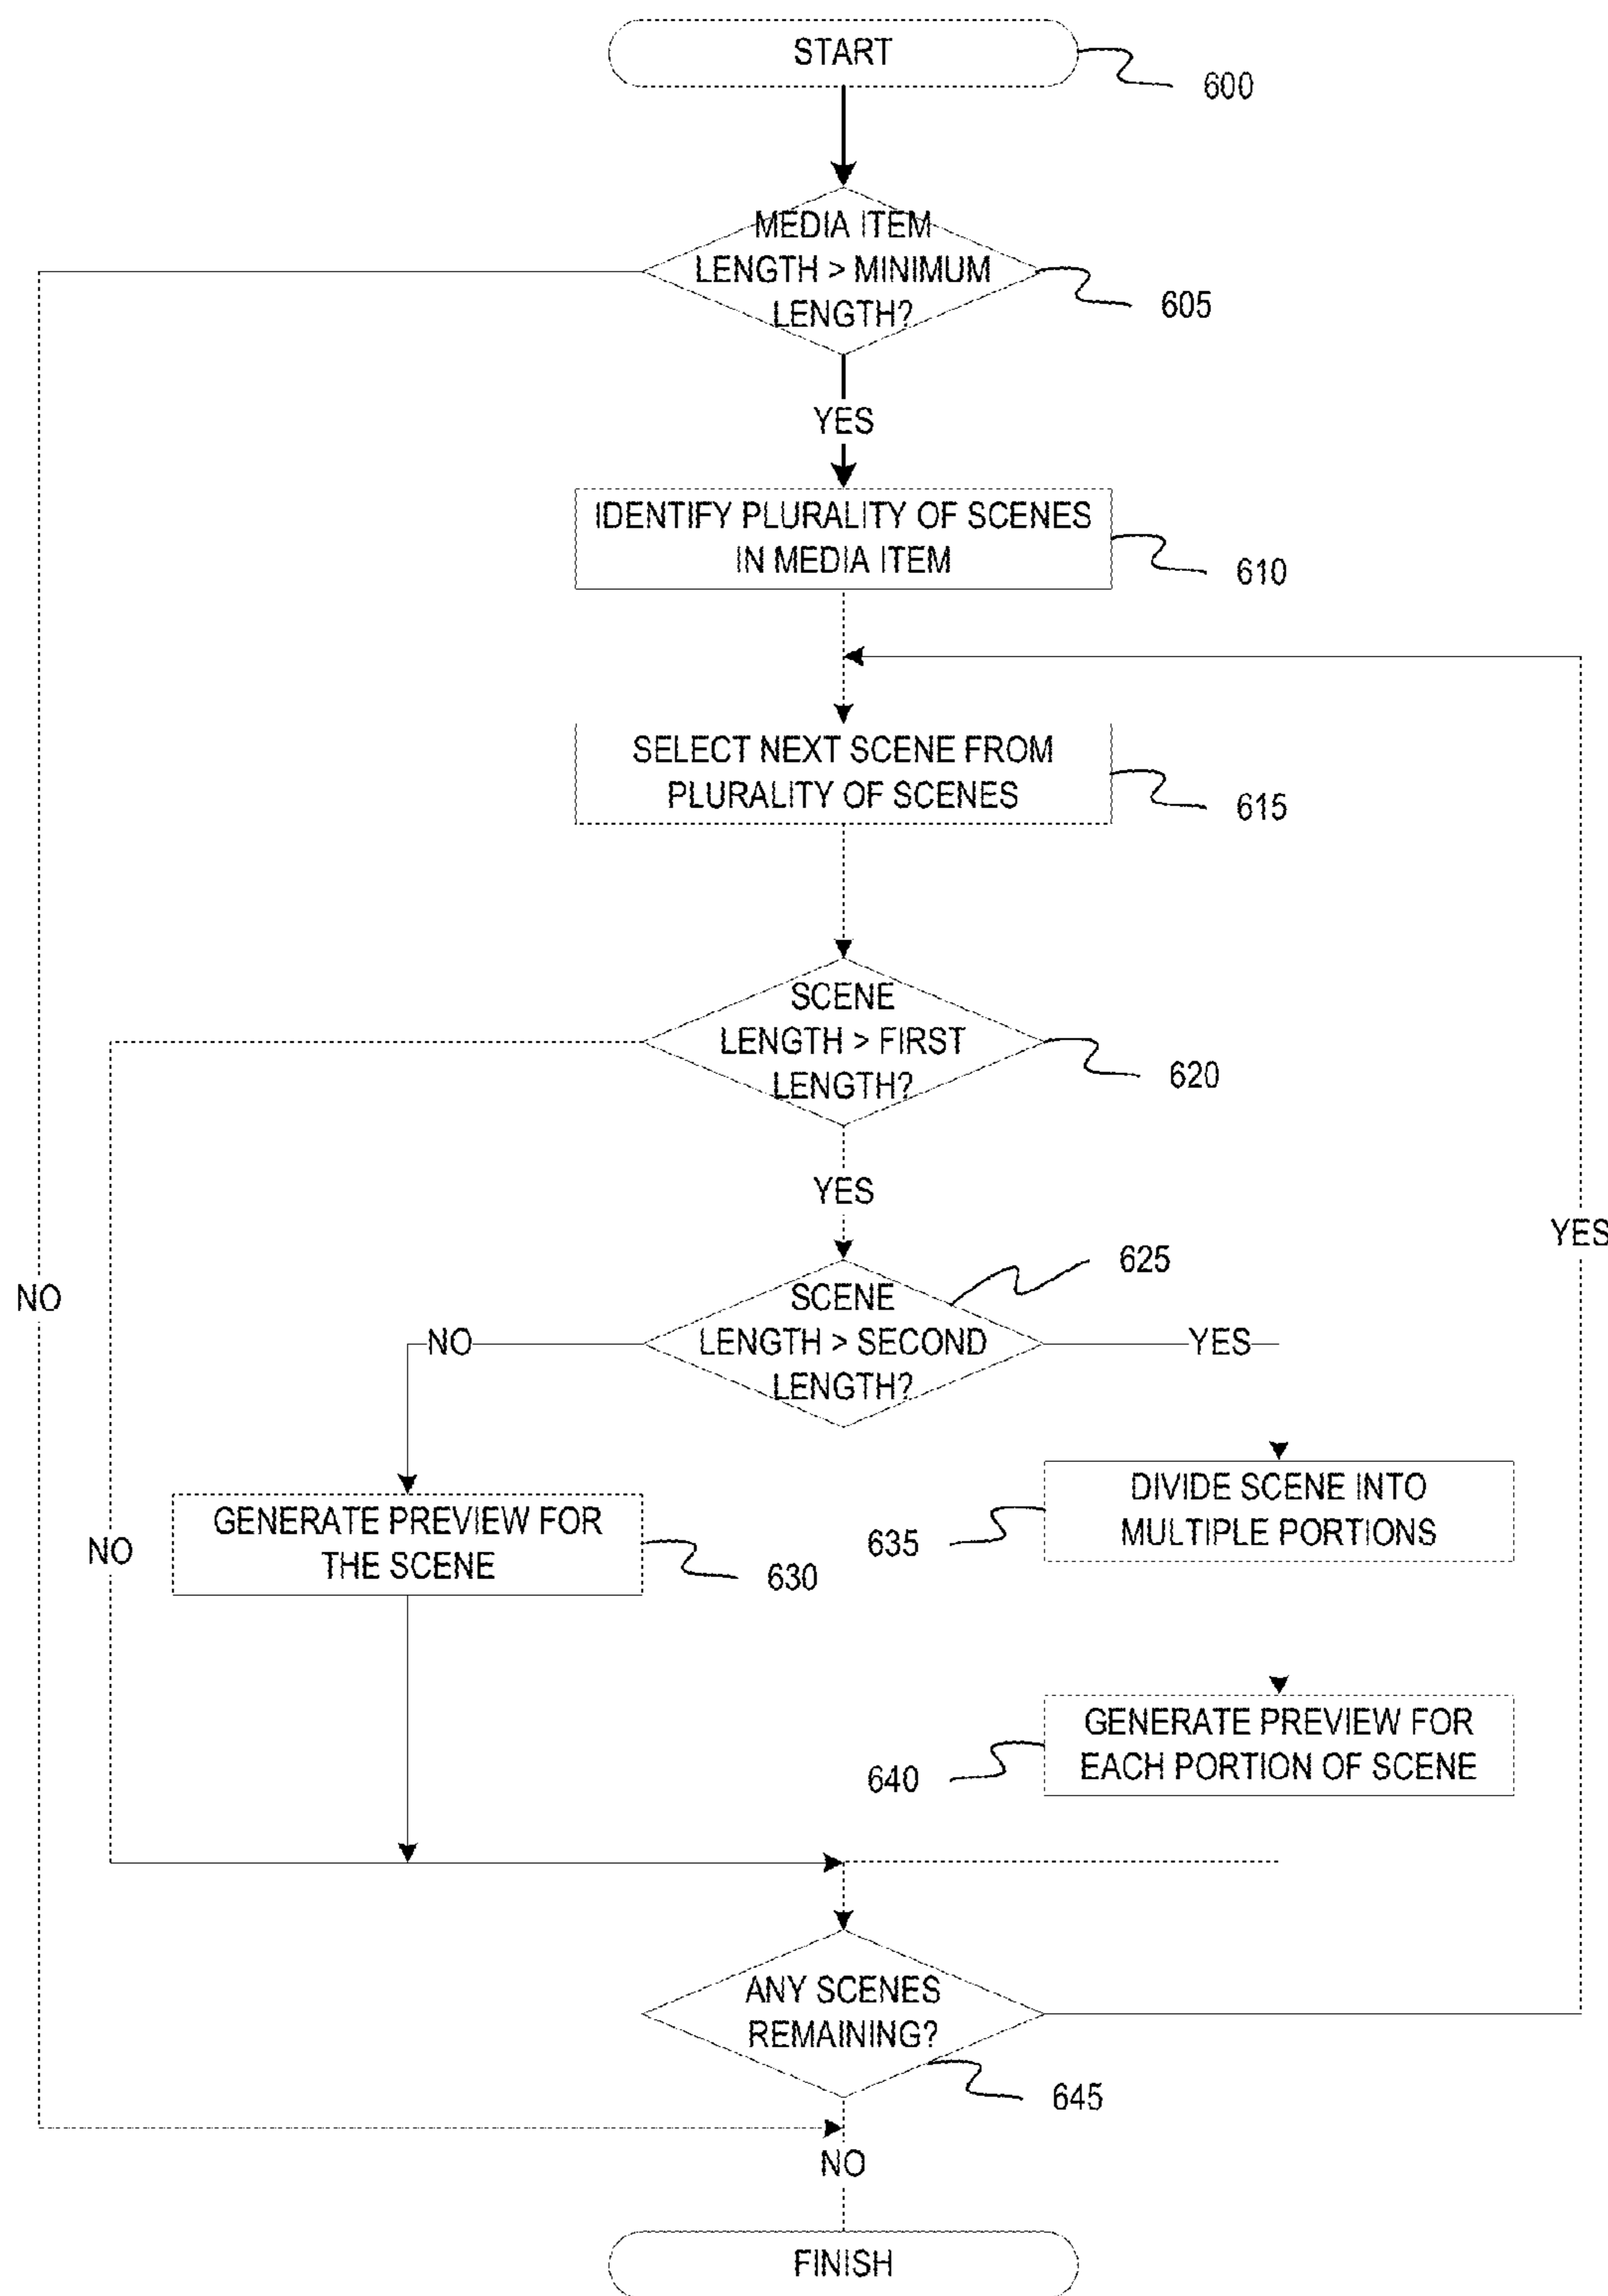 START
600
MEDIA ITEM
LENGTH > MINIMUM
LENGTH?
605
YES
IDENTIFY PLURALITY OF SCENES
IN MEDIA ITEM
610
SELECT NEXT SCENE FROM
PLURALITY OF SCENES
615
SCENE
LENGTH > FIRST
LENGTH?
620
YES
YES
625
NO
SCENE
LENGTH > SECOND
LENGTH?
NO
YES
DIVIDE SCENE INTO
MULTIPLE PORTIONS
635
GENERATE PREVIEW FOR
THE SCENE
630
NO
GENERATE PREVIEW FOR
EACH PORTION OF SCENE
640
ANY SCENES
REMAINING?
645
NO
FINISH